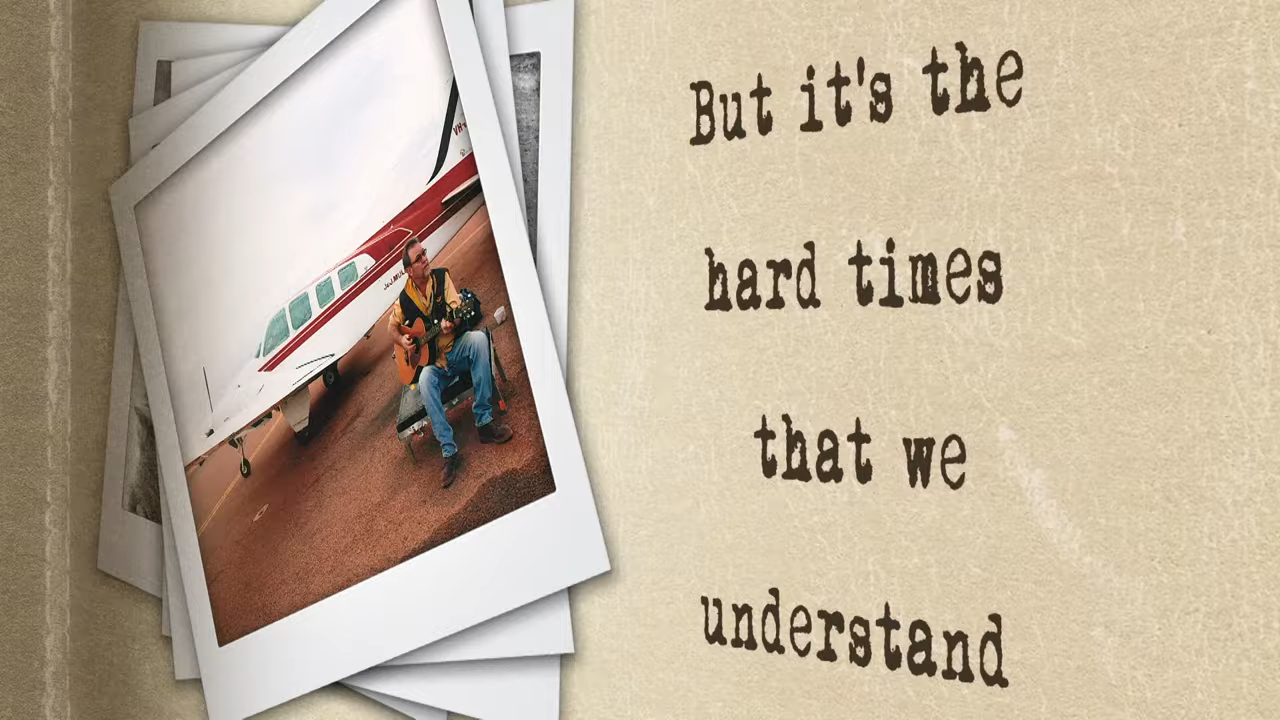 But it's the
hard times
that we
understand